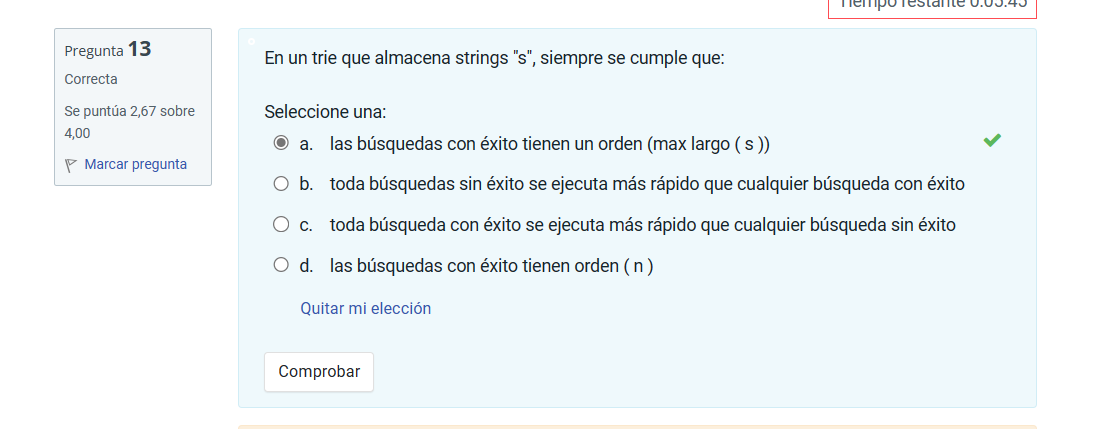 Tiempo restante 0:05:45
Pregunta 13
Correcta
Se puntúa 2,67 sobre
4,00
Marcar pregunta
En un trie que almacena strings "s", siempre se cumple que:
Seleccione una:
a. las búsquedas con éxito tienen un orden (max largo ( s ))
b. toda búsquedas sin éxito se ejecuta más rápido que cualquier búsqueda con éxito
c. toda búsqueda con éxito se ejecuta más rápido que cualquier búsqueda sin éxito
d. las búsquedas con éxito tienen orden ( n )
Quitar mi elección
Comprobar